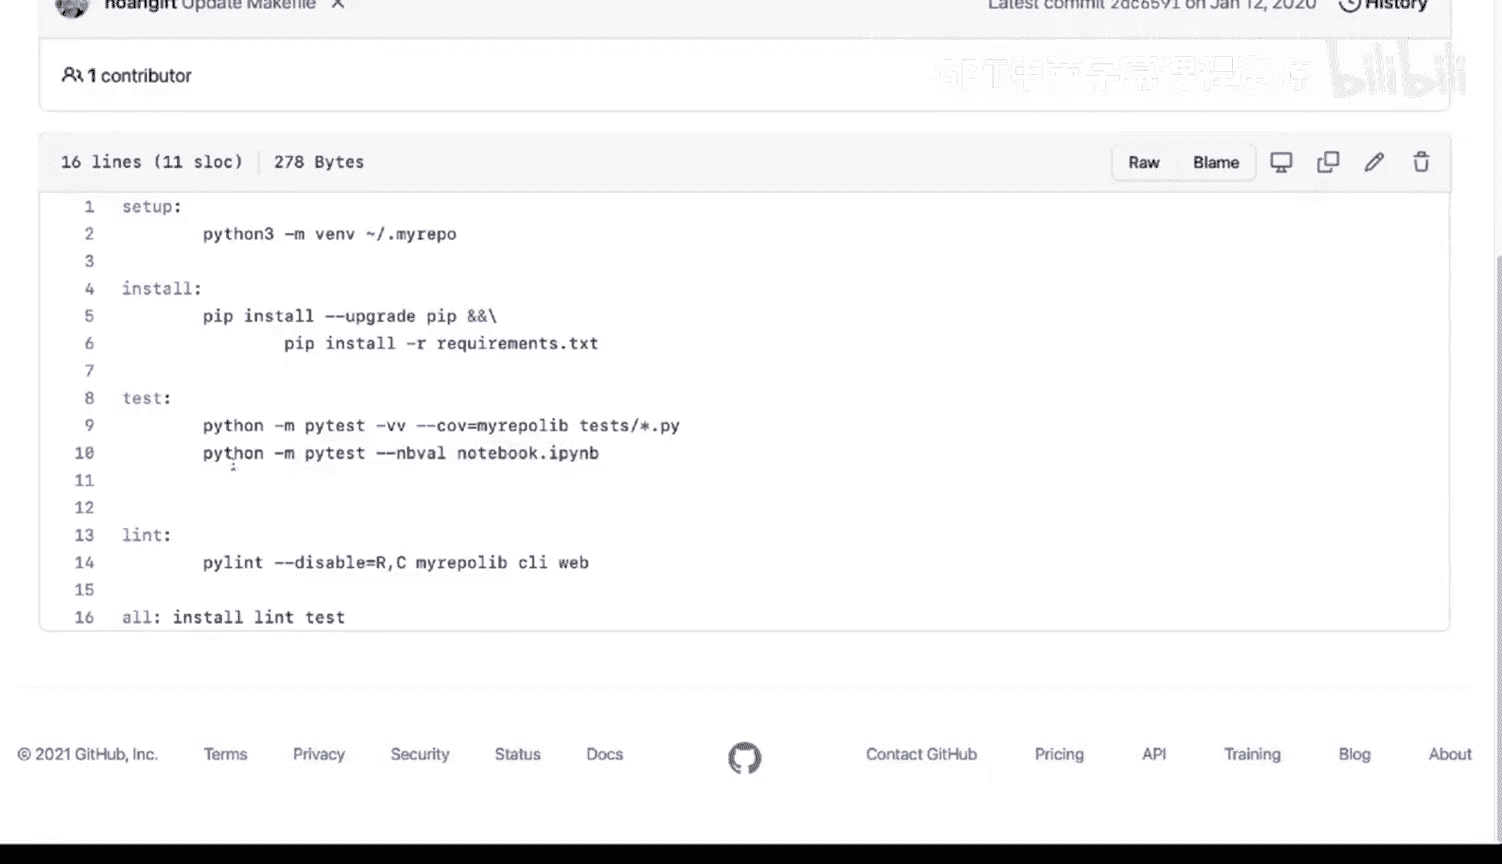 noahgift Update Makefile
Latest commit 2dc6591 on Jan 12, 2020 History
1 contributor
bilibili
16 lines (11 sloc) 278 Bytes
Raw Blame
1 setup:
2 python3 -m venv ~/.myrepo
3
4 install:
5 pip install --upgrade pip &&\
6 pip install -r requirements.txt
7
8 test:
9 python -m pytest -vv --cov=myrepolib tests/*.py
10 python -m pytest --nbval notebook.ipynb
11
12
13 lint:
14 pylint --disable=R,C myrepolib cli web
15
16 all: install lint test
© 2021 GitHub, Inc. Terms Privacy Security Status Docs Contact GitHub Pricing API Training Blog About